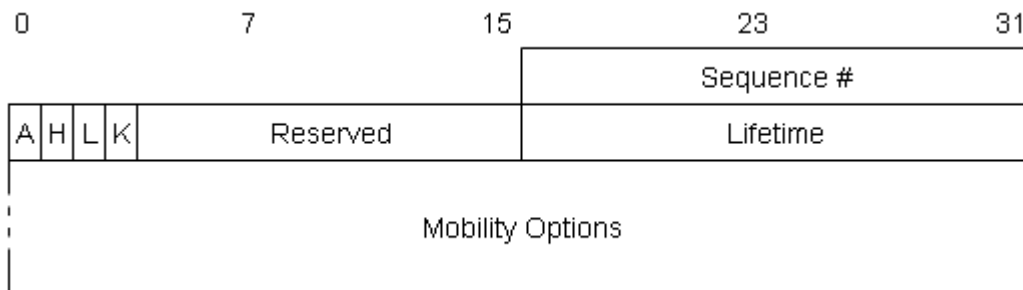 0 7 15 23 31
Sequence #
A H L K Reserved Lifetime
Mobility Options